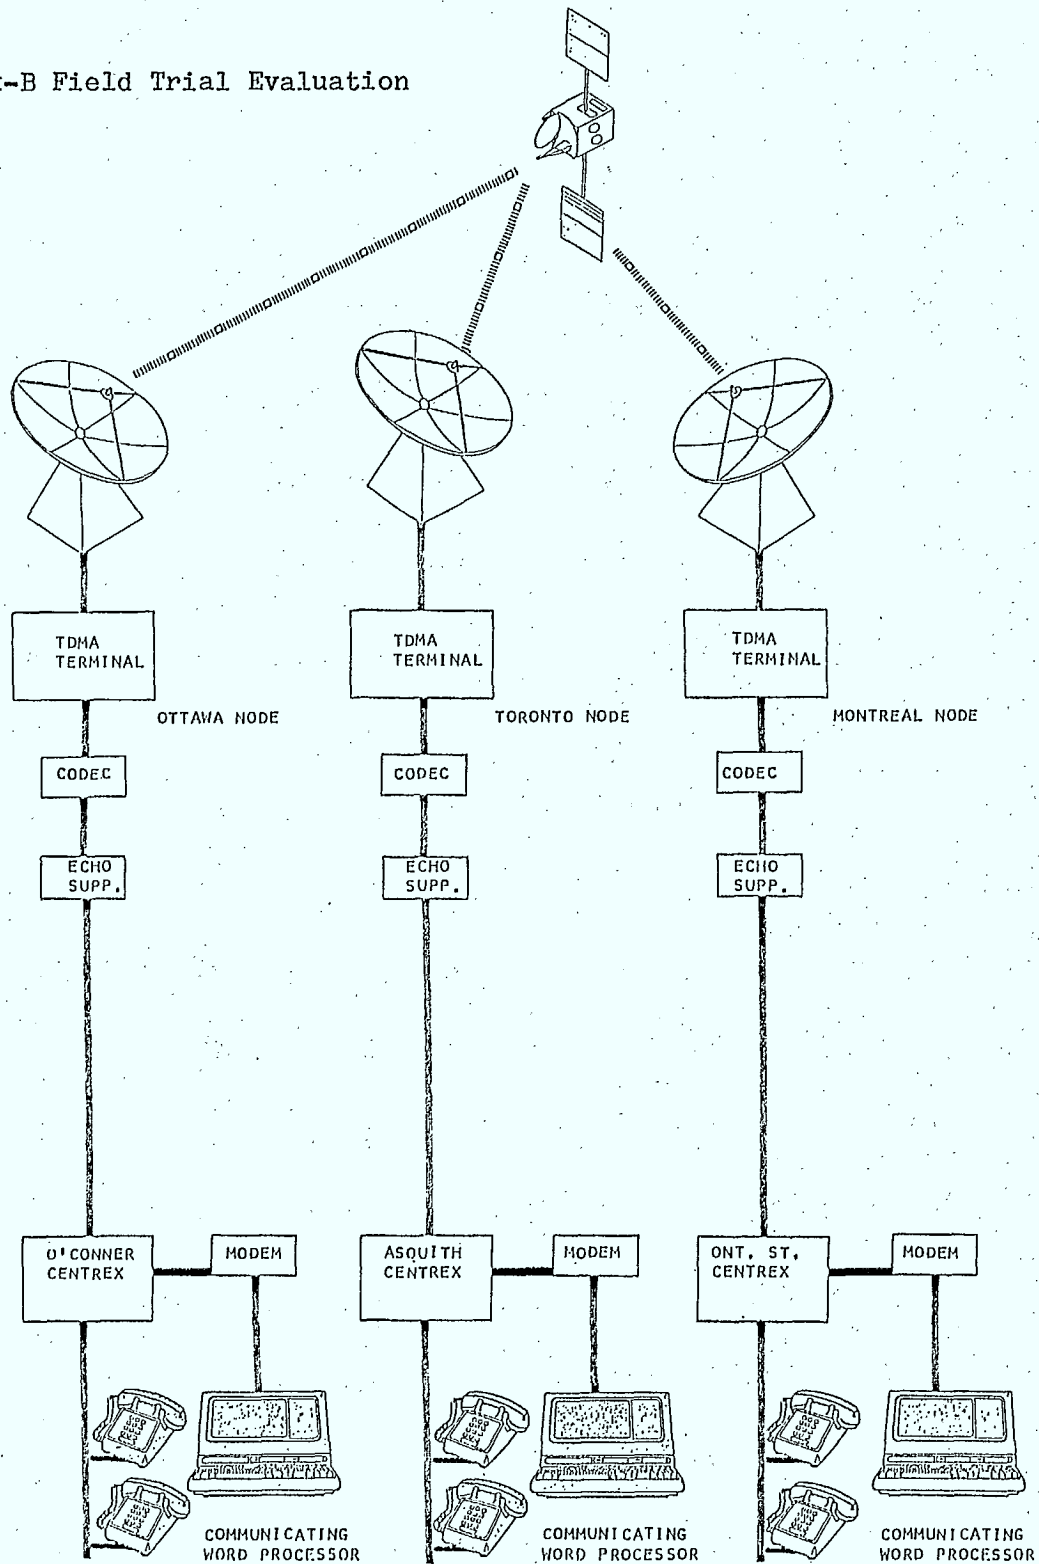 -B Field Trial Evaluation
TDMA
TERMINAL
TDMA
TERMINAL
TDMA
TERMINAL
OTTAWA NODE
TORONTO NODE
MONTREAL NODE
CODEC
CODEC
CODEC
ECHO
SUPP.
ECHO
SUPP.
ECHO
SUPP.
O'CONNER
CENTREX
MODEM
ASQUITH
CENTREX
MODEM
ONT. ST.
CENTREX
MODEM
COMMUNICATING
WORD PROCESSOR
COMMUNICATING
WORD PROCESSOR
COMMUNICATING
WORD PROCESSOR